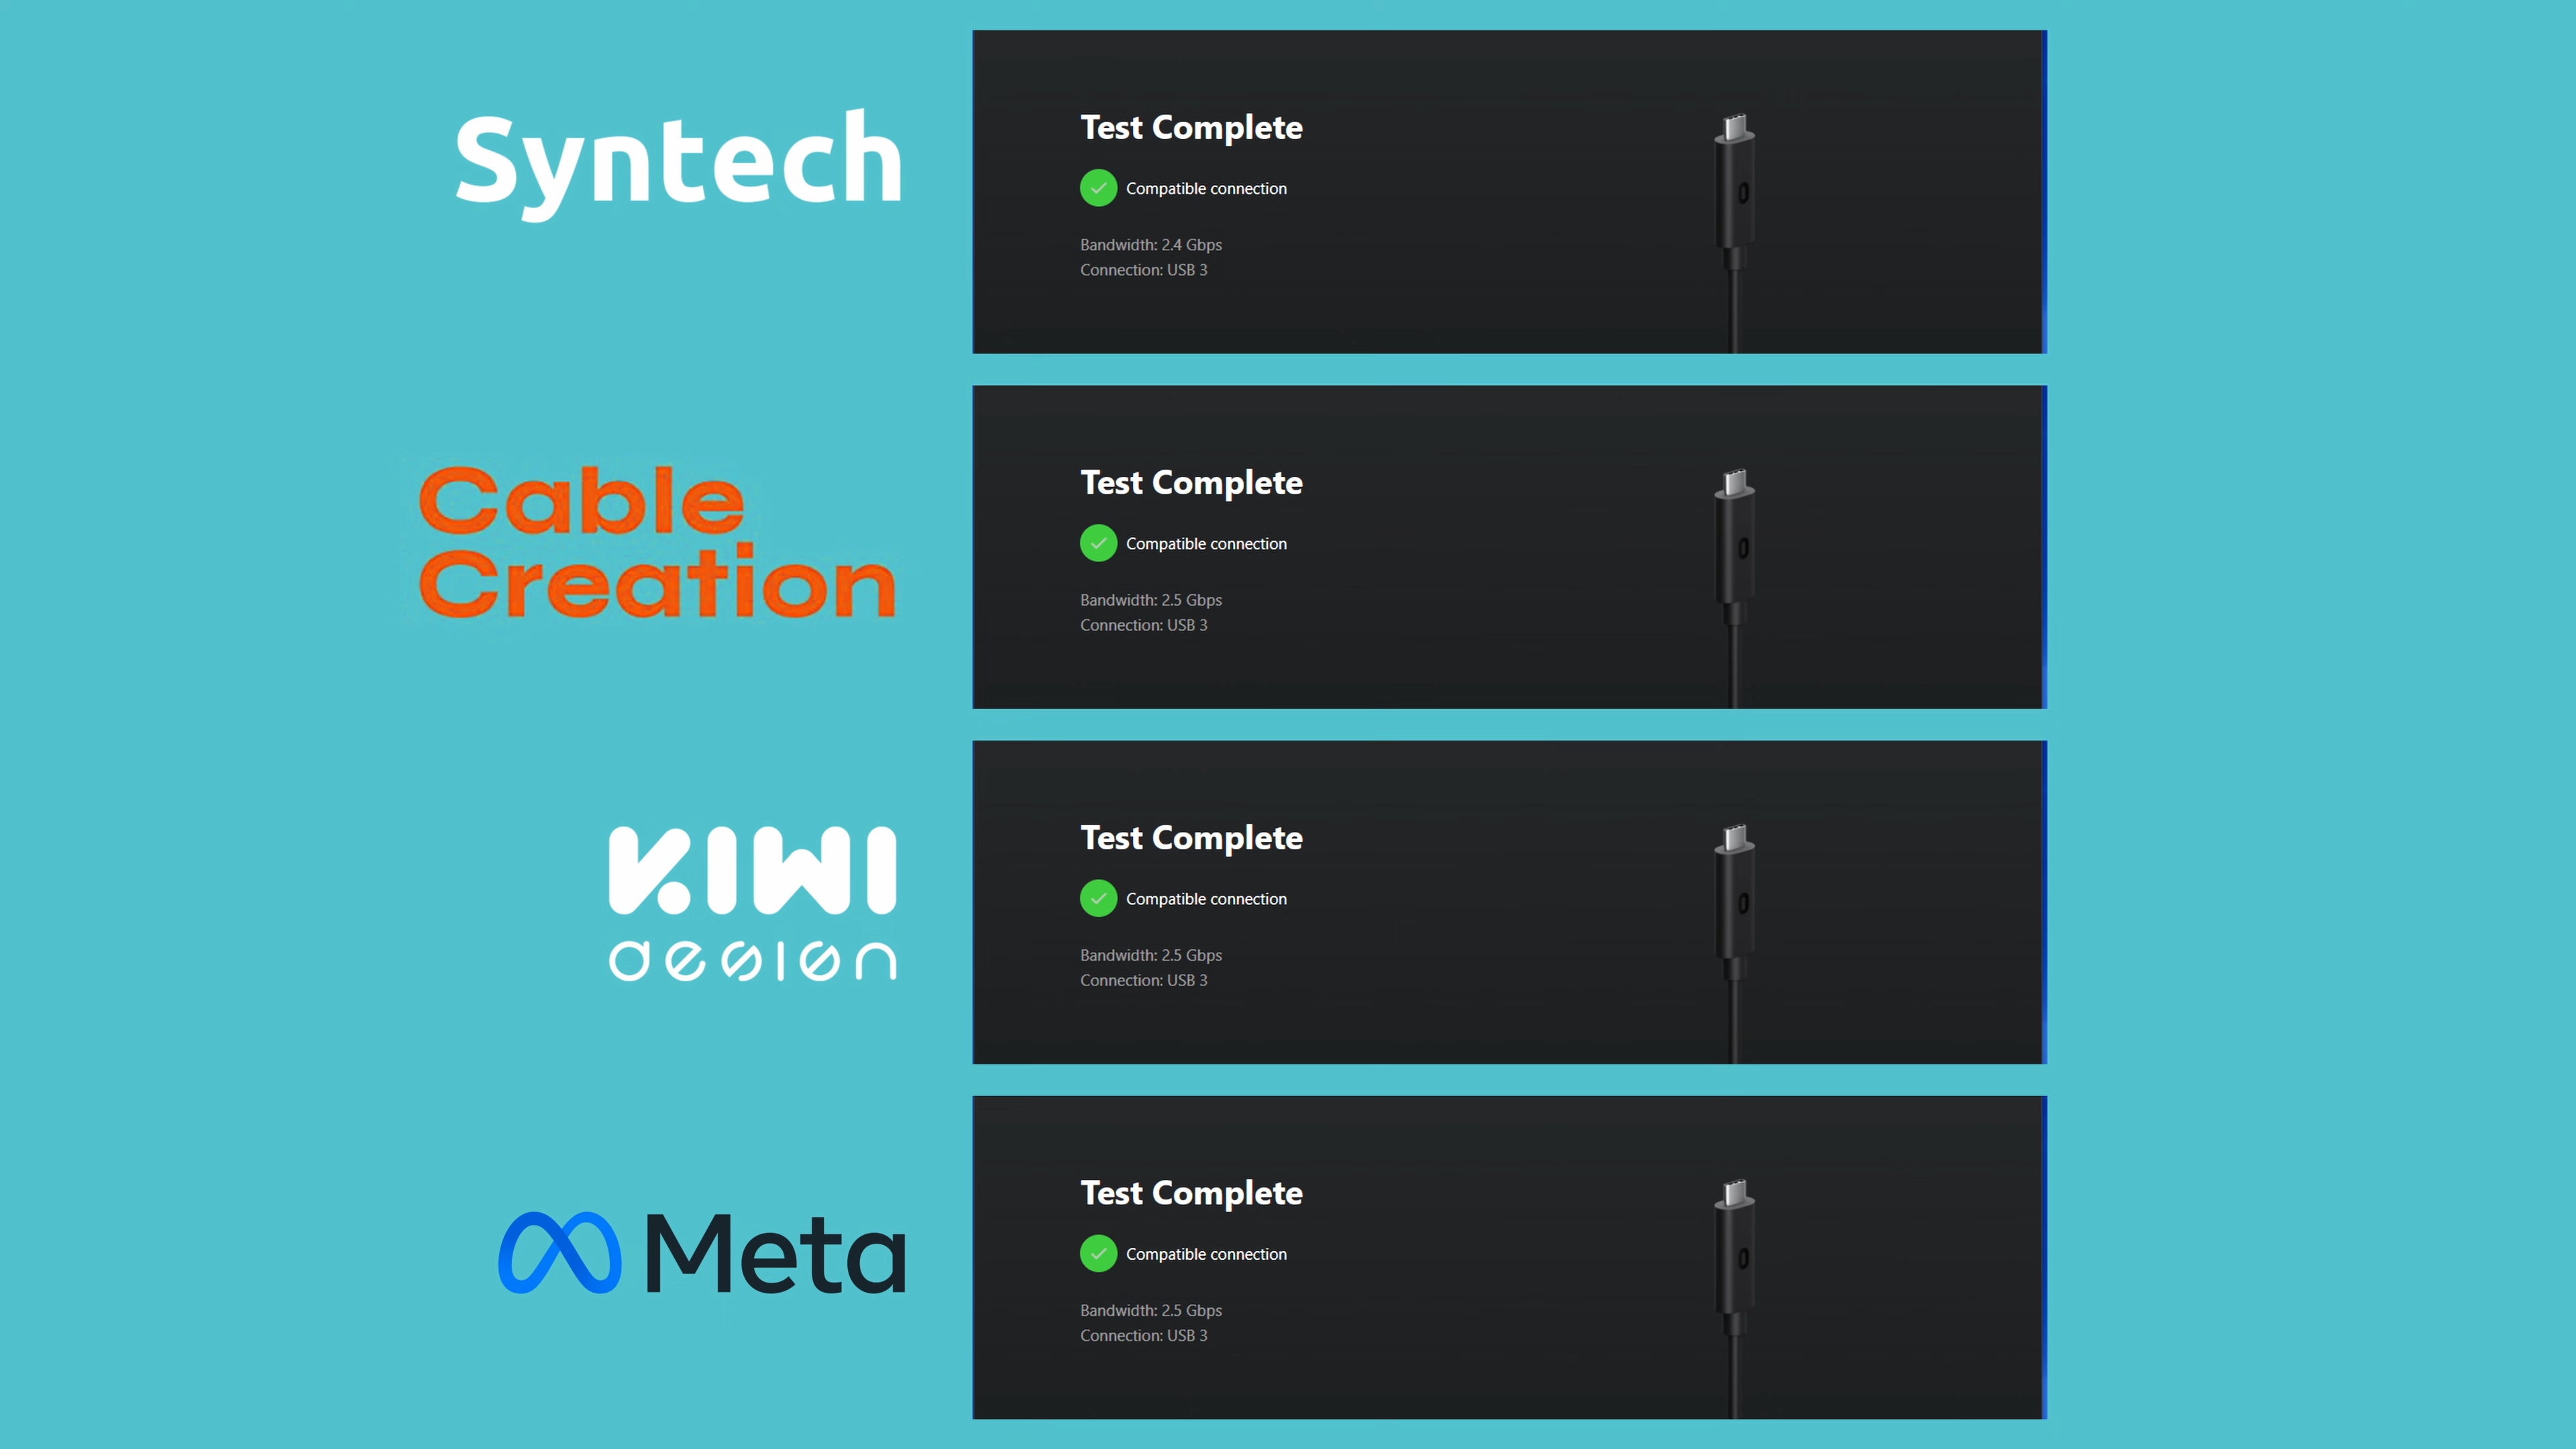 Syntech
Test Complete
Compatible connection
Bandwidth: 2.4 Gbps
Connection: USB 3
Cable
Creation
Test Complete
Compatible connection
Bandwidth: 2.5 Gbps
Connection: USB 3
KIWI
design
Test Complete
Compatible connection
Bandwidth: 2.5 Gbps
Connection: USB 3
Meta
Test Complete
Compatible connection
Bandwidth: 2.5 Gbps
Connection: USB 3